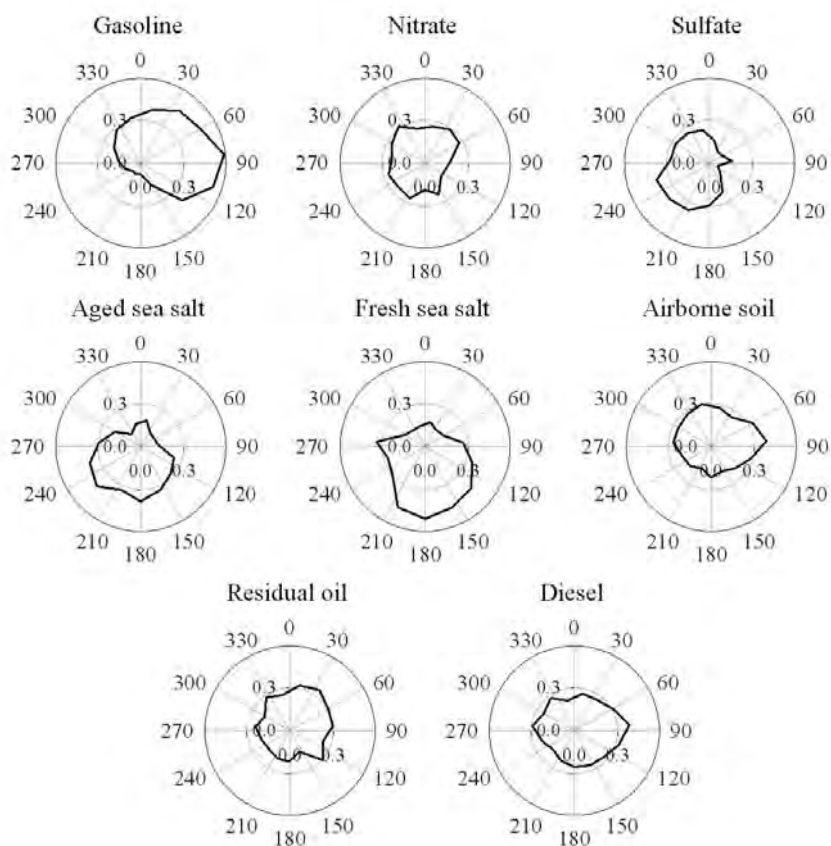 Gasoline Nitrate Sulfate
0 0 0
330 30 330 30 330 30
300 60 300 60 300 60
0.3 0.3 0.3
270 0.0 90 270 0.0 90 270 0.0 90
0.0 0.3 0.0 0.3 0.0 0.3
240 120 240 120 240 120
210 150 210 150 210 150
180 180 180
Aged sea salt Fresh sea salt Airborne soil
0 0 0
330 30 330 30 330 30
300 60 300 60 300 60
0.3 0.3 0.3
270 0.0 90 270 0.0 90 270 0.0 90
0.0 0.3 0.0 0.3 0.0 0.3
240 120 240 120 240 120
210 150 210 150 210 150
180 180 180
Residual oil Diesel
0 0
330 30 330 30
300 60 300 60
0.3 0.3
270 0.0 90 270 0.0 90
0.0 0.3 0.0 0.3
240 120 240 120
210 150 210 150
180 180